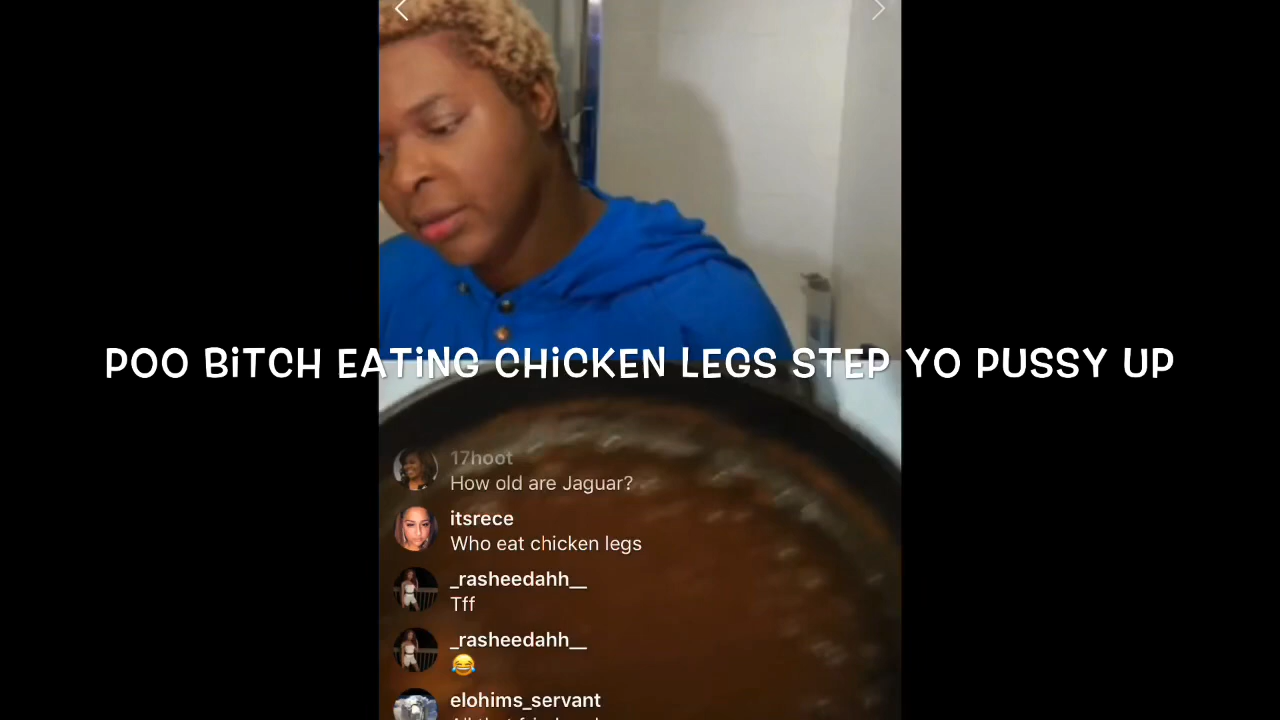 POO BiTCH EATiNG CHiCKEN LEGS STEP YO PUSSY UP
17hoot
How old are Jaguar?
itsrece
Who eat chicken legs
_rasheedahh__
Tff
_rasheedahh__
😂
elohims_servant